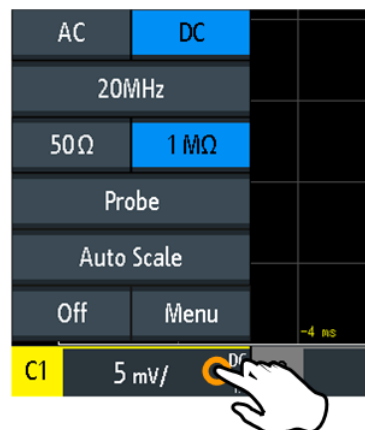 AC DC
20MHz
50Ω 1 MΩ
Probe
Auto Scale
Off Menu
-4 ms
C1 5 mV/ DC